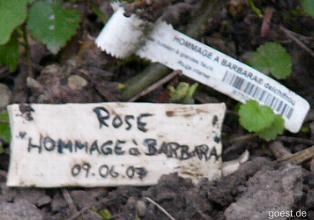 HOMMAGE A BARBARA
ROSE
"HOMMAGE à BARBARA"
09.06.07
goest.de